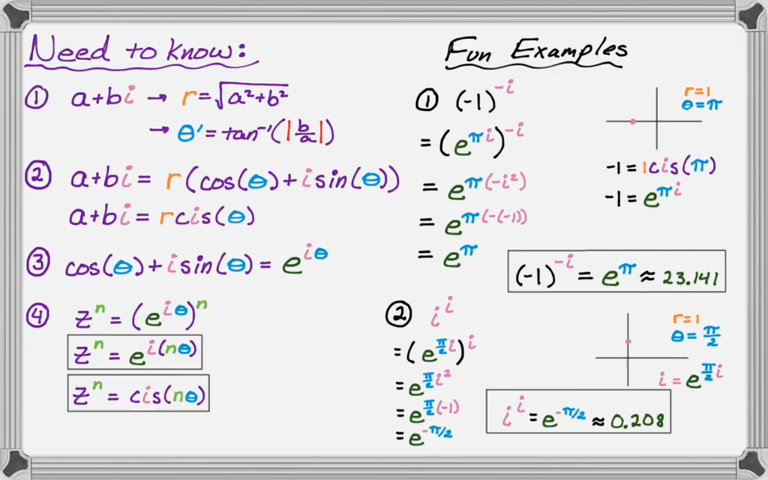 Need to know:
① a+bi → r=√(a²+b²)
→ θ'=tan⁻¹(|b/a|)
② a+bi = r(cos(θ)+isin(θ))
a+bi = rcis(θ)
③ cos(θ)+isin(θ) = e^(iθ)
④ zⁿ = (e^(iθ))ⁿ
zⁿ = e^(i(nθ))
zⁿ = cis(nθ)
Fun Examples
① (-1)^(-i)
= (e^(πi))^(-i)
= e^(π(-i²))
= e^(π(-(-1)))
= e^π
r=1
θ=π
-1=1cis(π)
-1=e^(πi)
(-1)^(-i) = e^π ≈ 23.141
② i^i
=(e^(π/2 i))^i
=e^(π/2 i²)
=e^(π/2(-1))
=e^(-π/2)
r=1
θ=π/2
i=e^(π/2 i)
i^i = e^(-π/2) ≈ 0.208